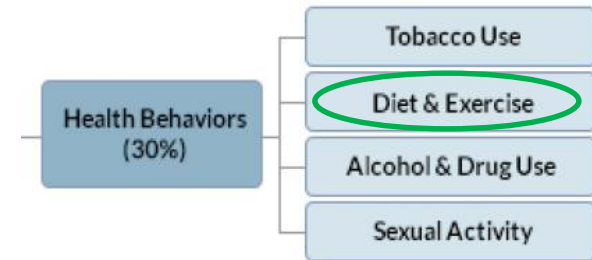 Tobacco Use
Diet & Exercise
Health Behaviors
(30%)
Alcohol & Drug Use
Sexual Activity